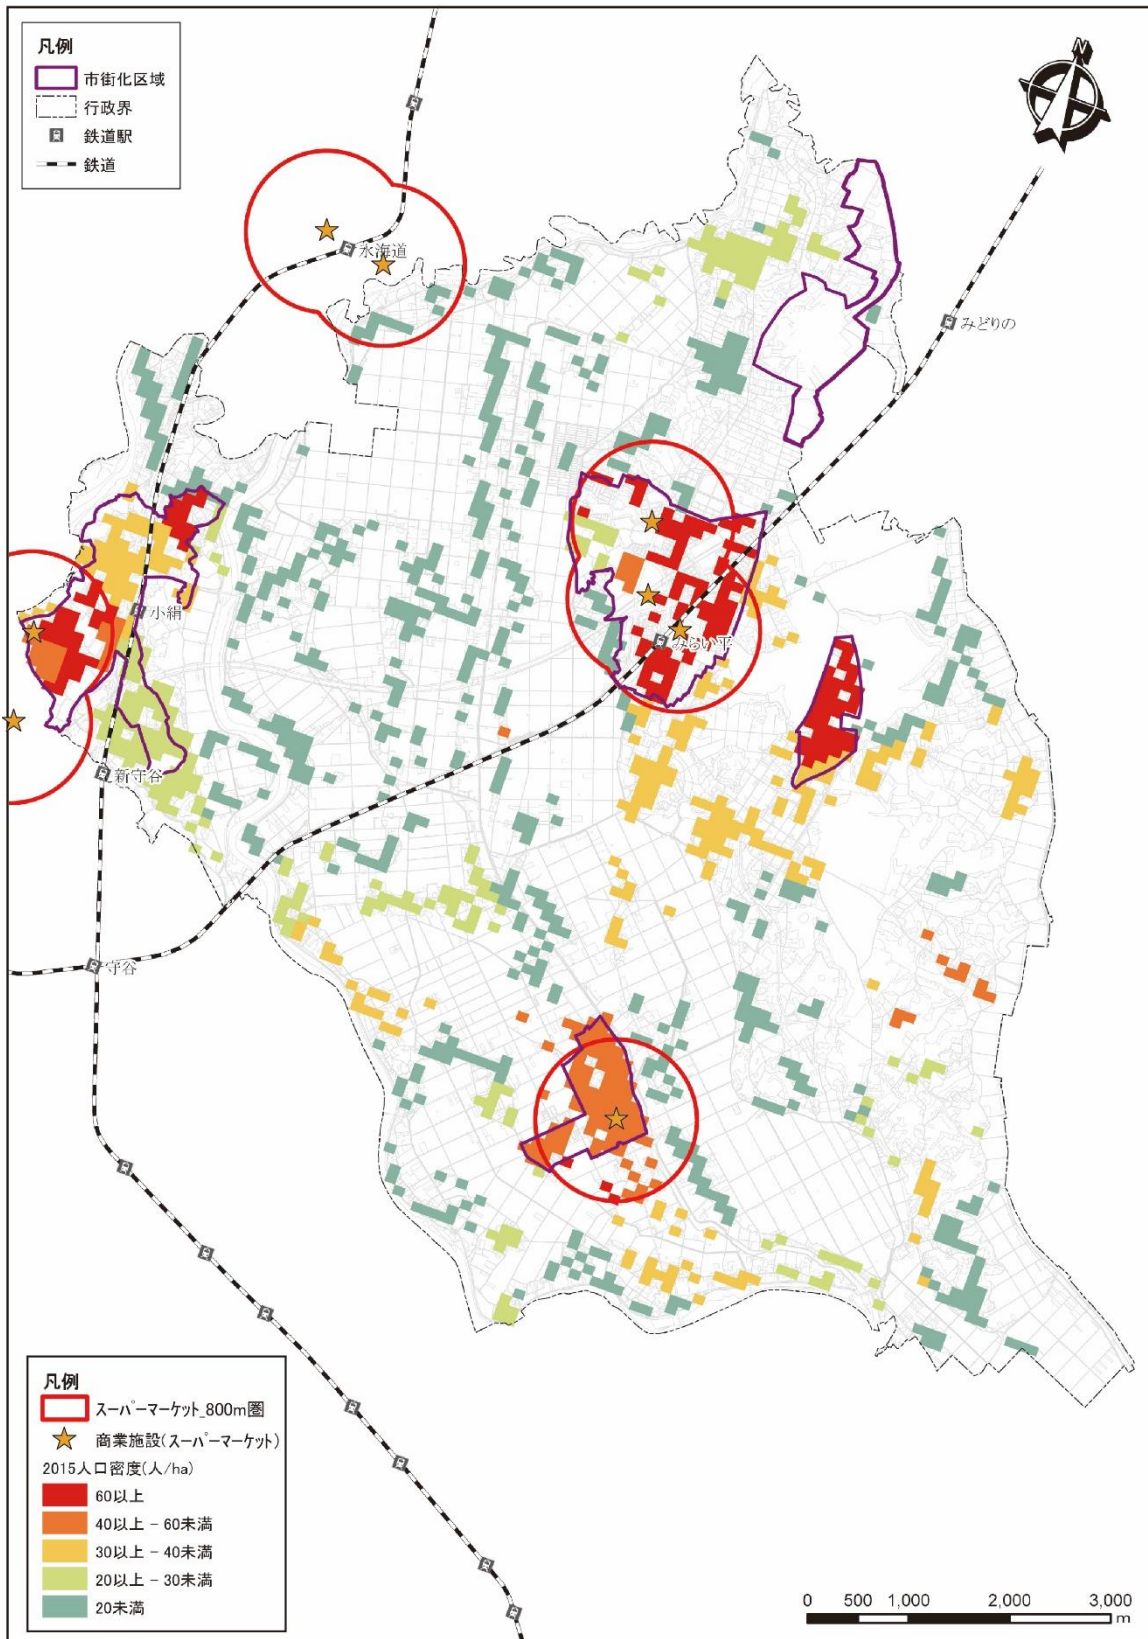 凡例
市街化区域
行政界
鉄道駅
鉄道
N
水海道
みどりの
小絹
みらい平
新守谷
守谷
凡例
スーパーマーケット_800m圏
商業施設(スーパーマーケット)
2015人口密度(人/ha)
60以上
40以上 - 60未満
30以上 - 40未満
20以上 - 30未満
20未満
0 500 1,000 2,000 3,000
m